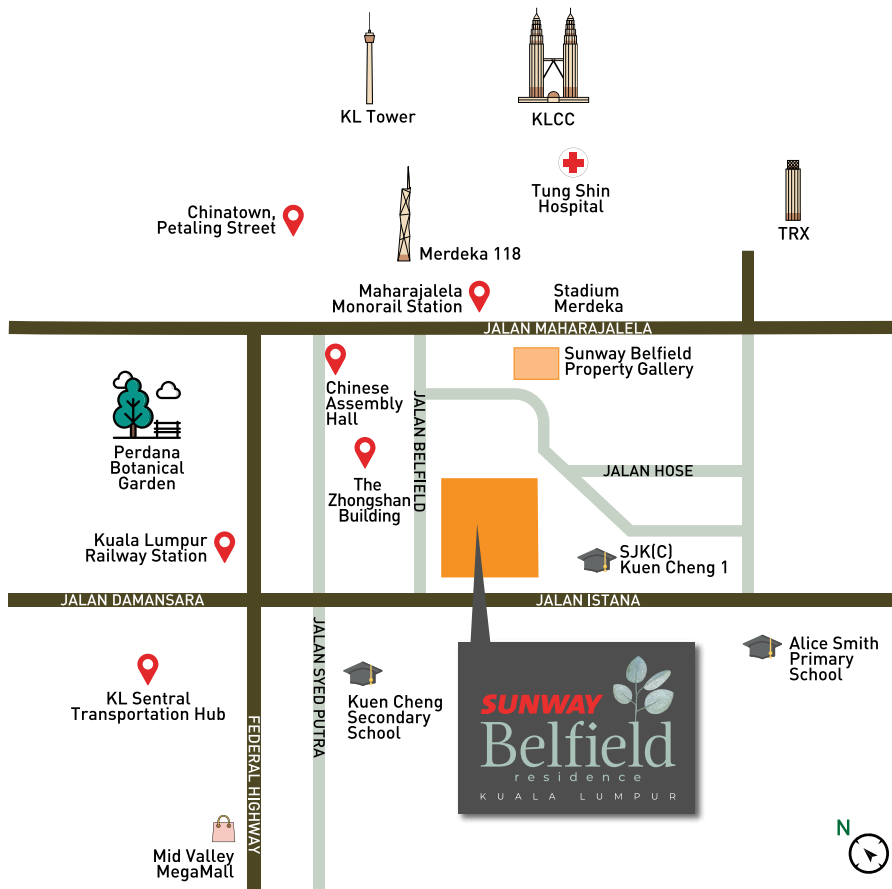 KL Tower
KLCC
Tung Shin
Hospital
Chinatown,
Petaling Street
TRX
Merdeka 118
Maharajalela
Monorail Station
Stadium
Merdeka
JALAN MAHARAJALELA
Sunway Belfield
Property Gallery
Chinese
Assembly
Hall
JALAN BELFIELD
Perdana
Botanical
Garden
JALAN HOSE
The
Zhongshan
Building
Kuala Lumpur
Railway Station
SJK(C)
Kuen Cheng 1
JALAN DAMANSARA
JALAN ISTANA
JALAN SYED PUTRA
Alice Smith
Primary
School
KL Sentral
Transportation Hub
Kuen Cheng
Secondary
School
SUNWAY
Belfield
residence
KUALA LUMPUR
FEDERAL HIGHWAY
Mid Valley
MegaMall
N